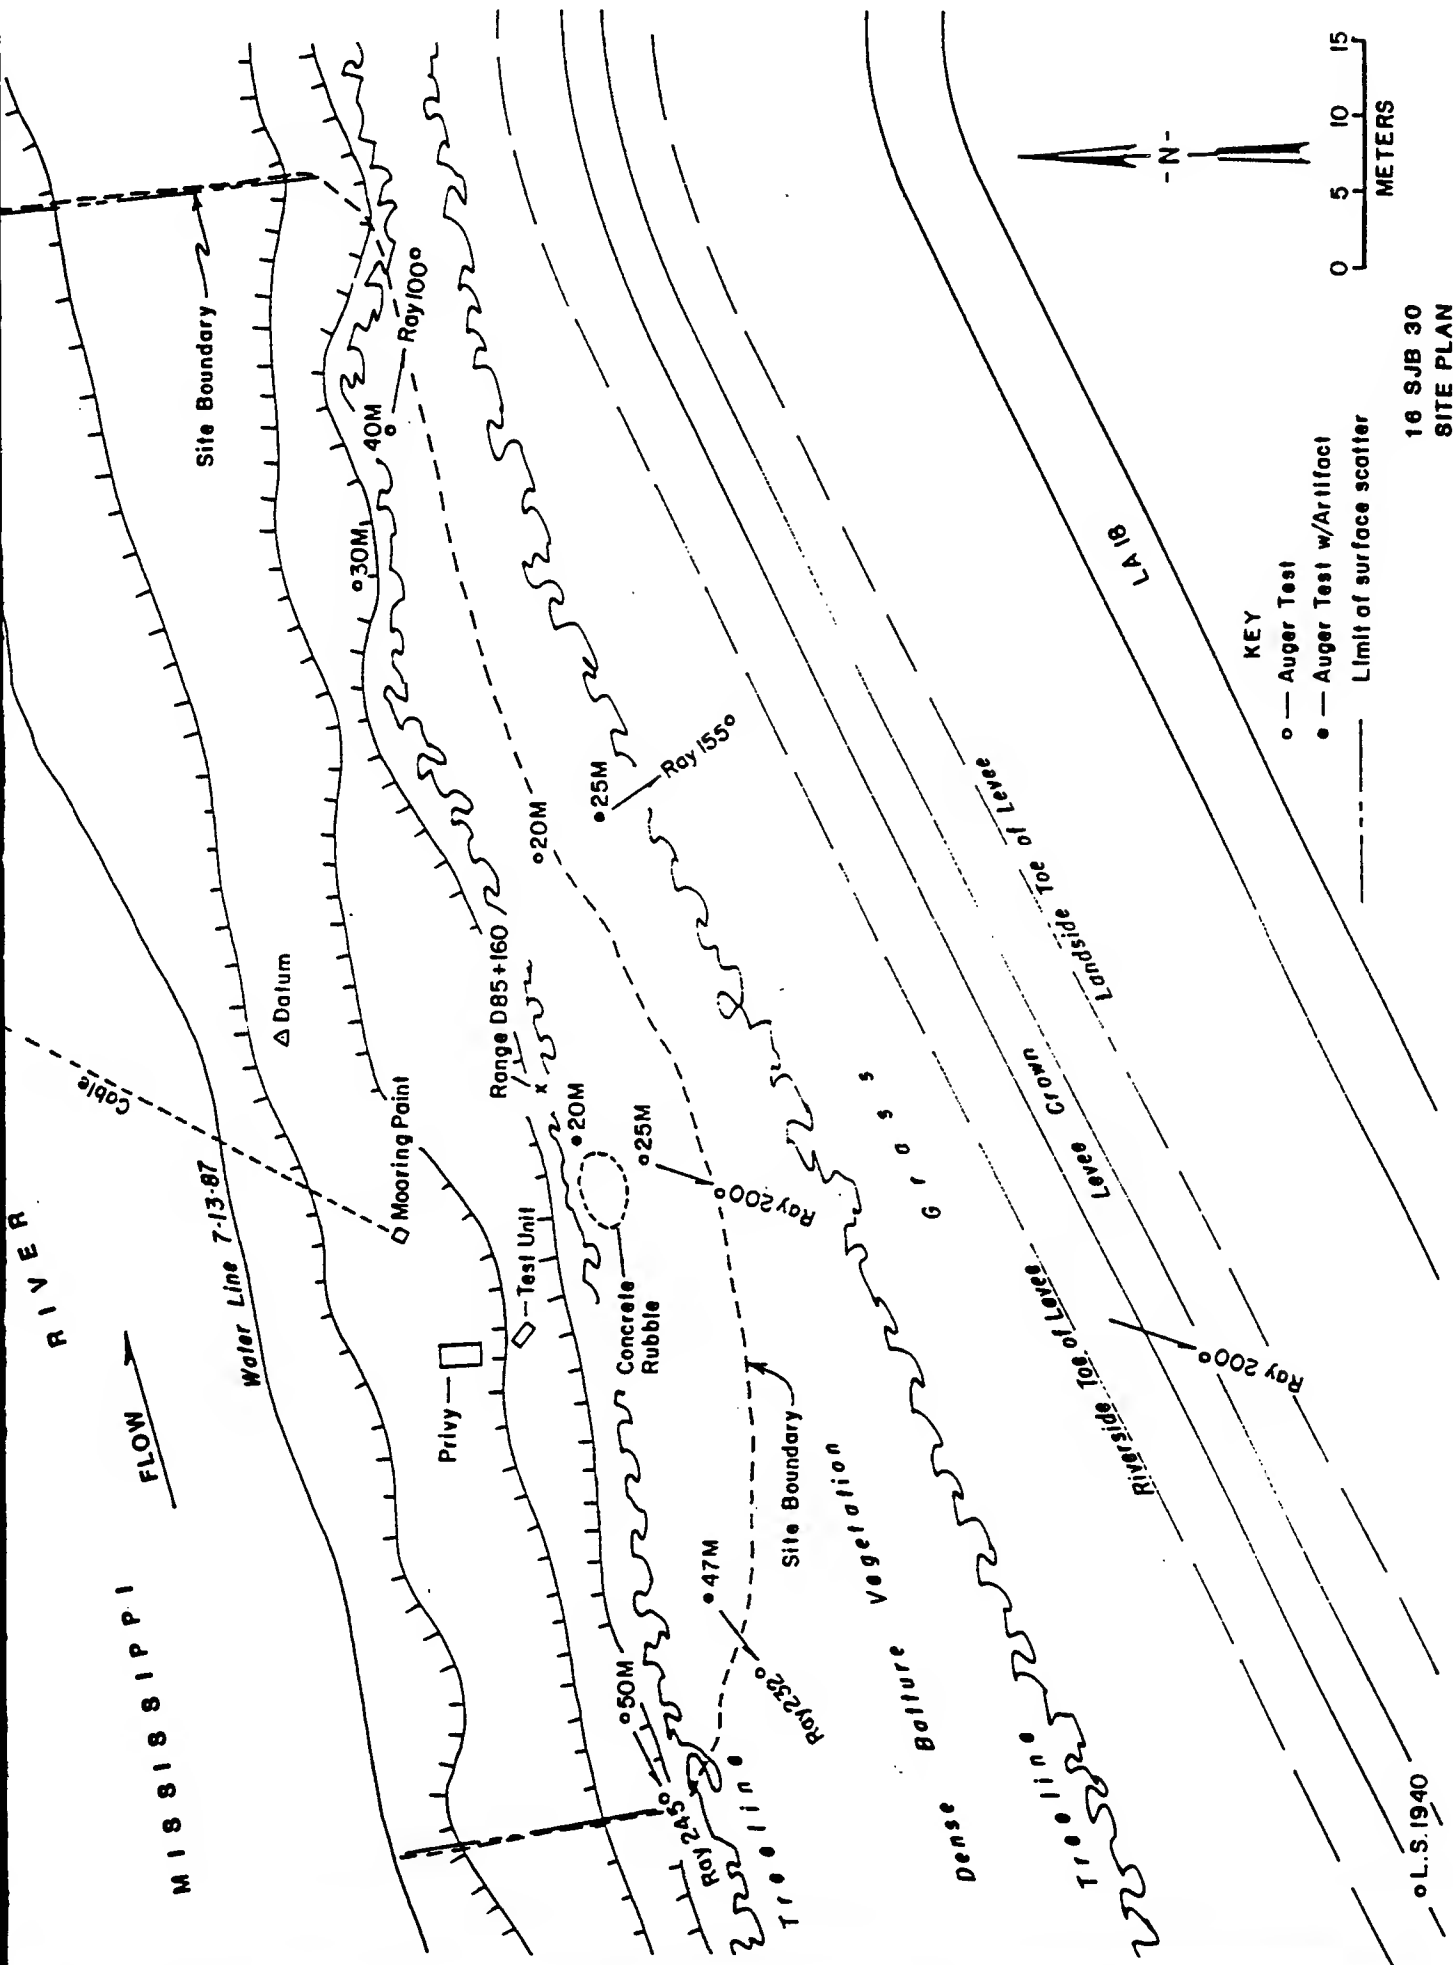 MISSISSIPPI
RIVER
FLOW
Water Line 7-13-87
Cable
Site Boundary
Datum
Mooring Point
Privy
Test Unit
Range D85+160
30M
40M
Ray 100°
20M
20M
25M
25M
Ray 155°
Ray 200°
Concrete
Rubble
50M
47M
Ray 245°
Ray 232°
Site Boundary
Treeline
Dense Batture Vegetation
Treeline
Grass
Riverside Toe of Levee
Levee Crown
Landside Toe of Levee
Ray 200°
L.S.1940
LA 18
KEY
Auger Test
Auger Test w/Artifact
Limit of surface scatter
-N-
0 5 10 15
METERS
16 SJB 30
SITE PLAN